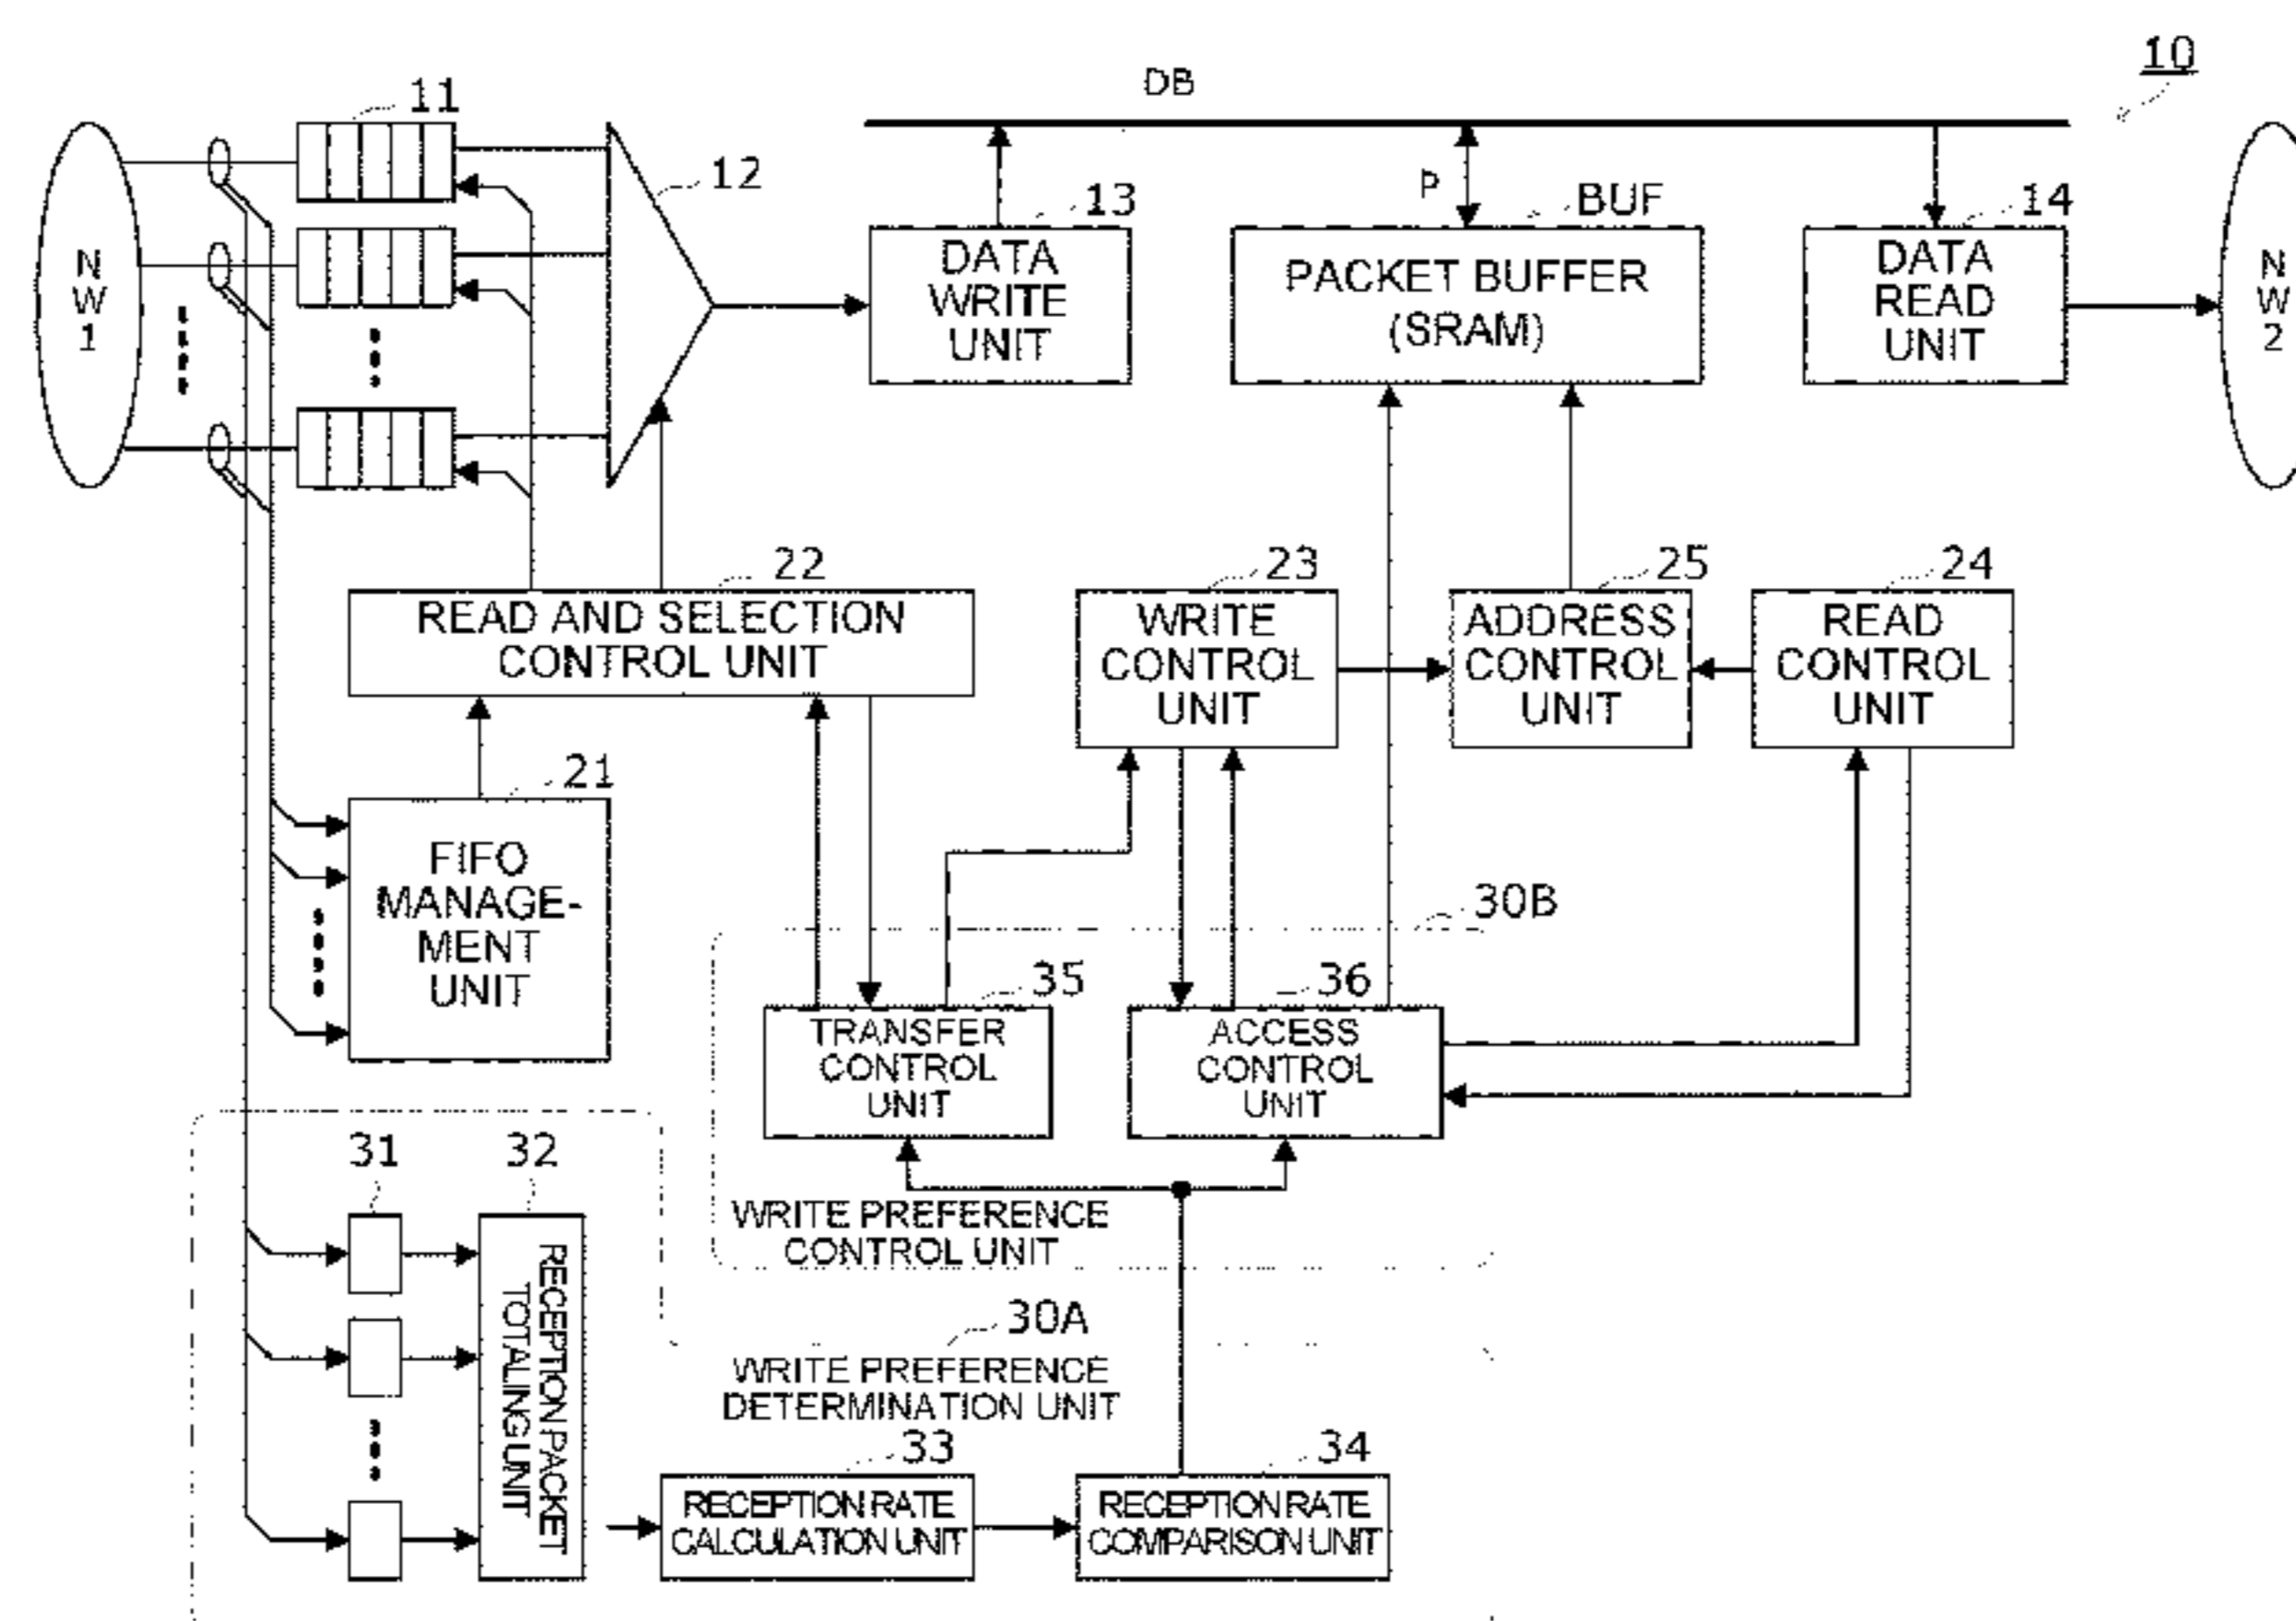 10
DB
11
12
13
P
BUF
14
N
W
1
DATA
WRITE
UNIT
PACKET BUFFER
(SRAM)
DATA
READ
UNIT
N
W
2
22
READ AND SELECTION
CONTROL UNIT
23
WRITE
CONTROL
UNIT
25
ADDRESS
CONTROL
UNIT
24
READ
CONTROL
UNIT
21
FIFO
MANAGE-
MENT
UNIT
30B
35
TRANSFER
CONTROL
UNIT
36
ACCESS
CONTROL
UNIT
WRITE PREFERENCE
CONTROL UNIT
31
32
RECEPTION PACKET
TOTALING UNIT
30A
WRITE PREFERENCE
DETERMINATION UNIT
33
RECEPTION RATE
CALCULATION UNIT
34
RECEPTION RATE
COMPARISON UNIT